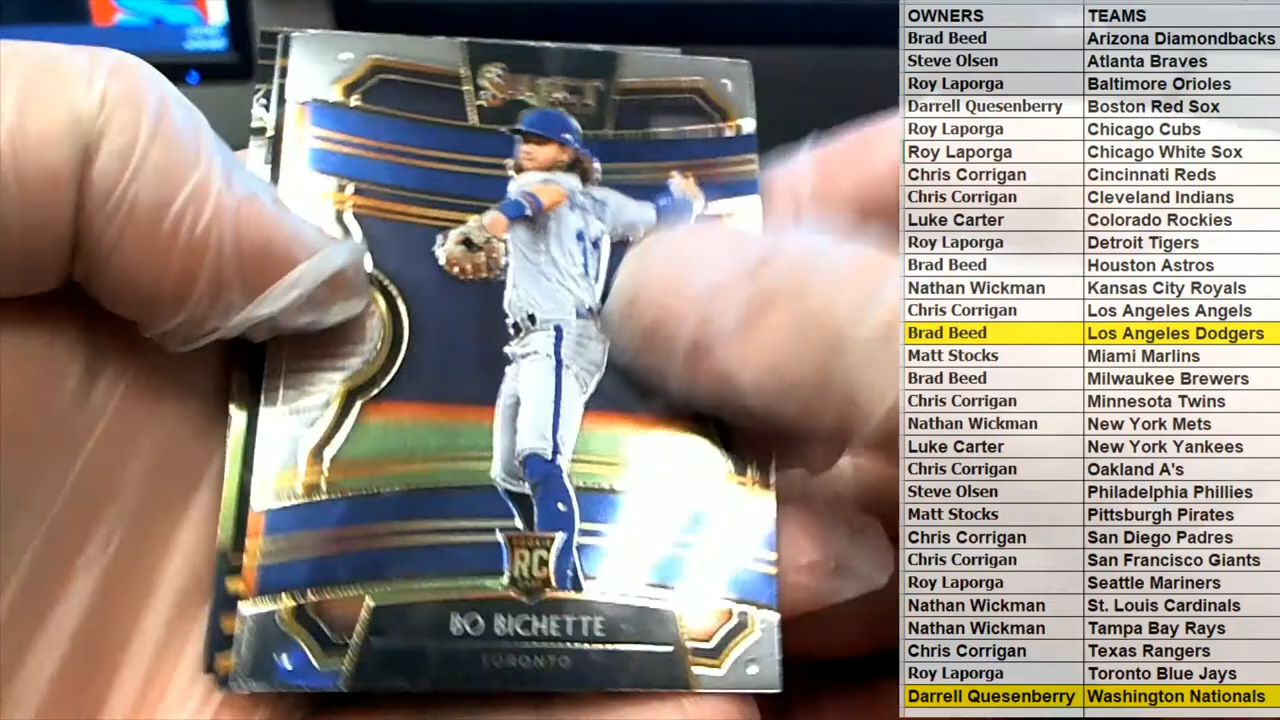 SELECT
11
ROOKIE
RC
BO BICHETTE
TORONTO
OWNERS TEAMS
Brad Beed Arizona Diamondbacks
Steve Olsen Atlanta Braves
Roy Laporga Baltimore Orioles
Darrell Quesenberry Boston Red Sox
Roy Laporga Chicago Cubs
Roy Laporga Chicago White Sox
Chris Corrigan Cincinnati Reds
Chris Corrigan Cleveland Indians
Luke Carter Colorado Rockies
Roy Laporga Detroit Tigers
Brad Beed Houston Astros
Nathan Wickman Kansas City Royals
Chris Corrigan Los Angeles Angels
Brad Beed Los Angeles Dodgers
Matt Stocks Miami Marlins
Brad Beed Milwaukee Brewers
Chris Corrigan Minnesota Twins
Nathan Wickman New York Mets
Luke Carter New York Yankees
Chris Corrigan Oakland A's
Steve Olsen Philadelphia Phillies
Matt Stocks Pittsburgh Pirates
Chris Corrigan San Diego Padres
Chris Corrigan San Francisco Giants
Roy Laporga Seattle Mariners
Nathan Wickman St. Louis Cardinals
Nathan Wickman Tampa Bay Rays
Chris Corrigan Texas Rangers
Roy Laporga Toronto Blue Jays
Darrell Quesenberry Washington Nationals